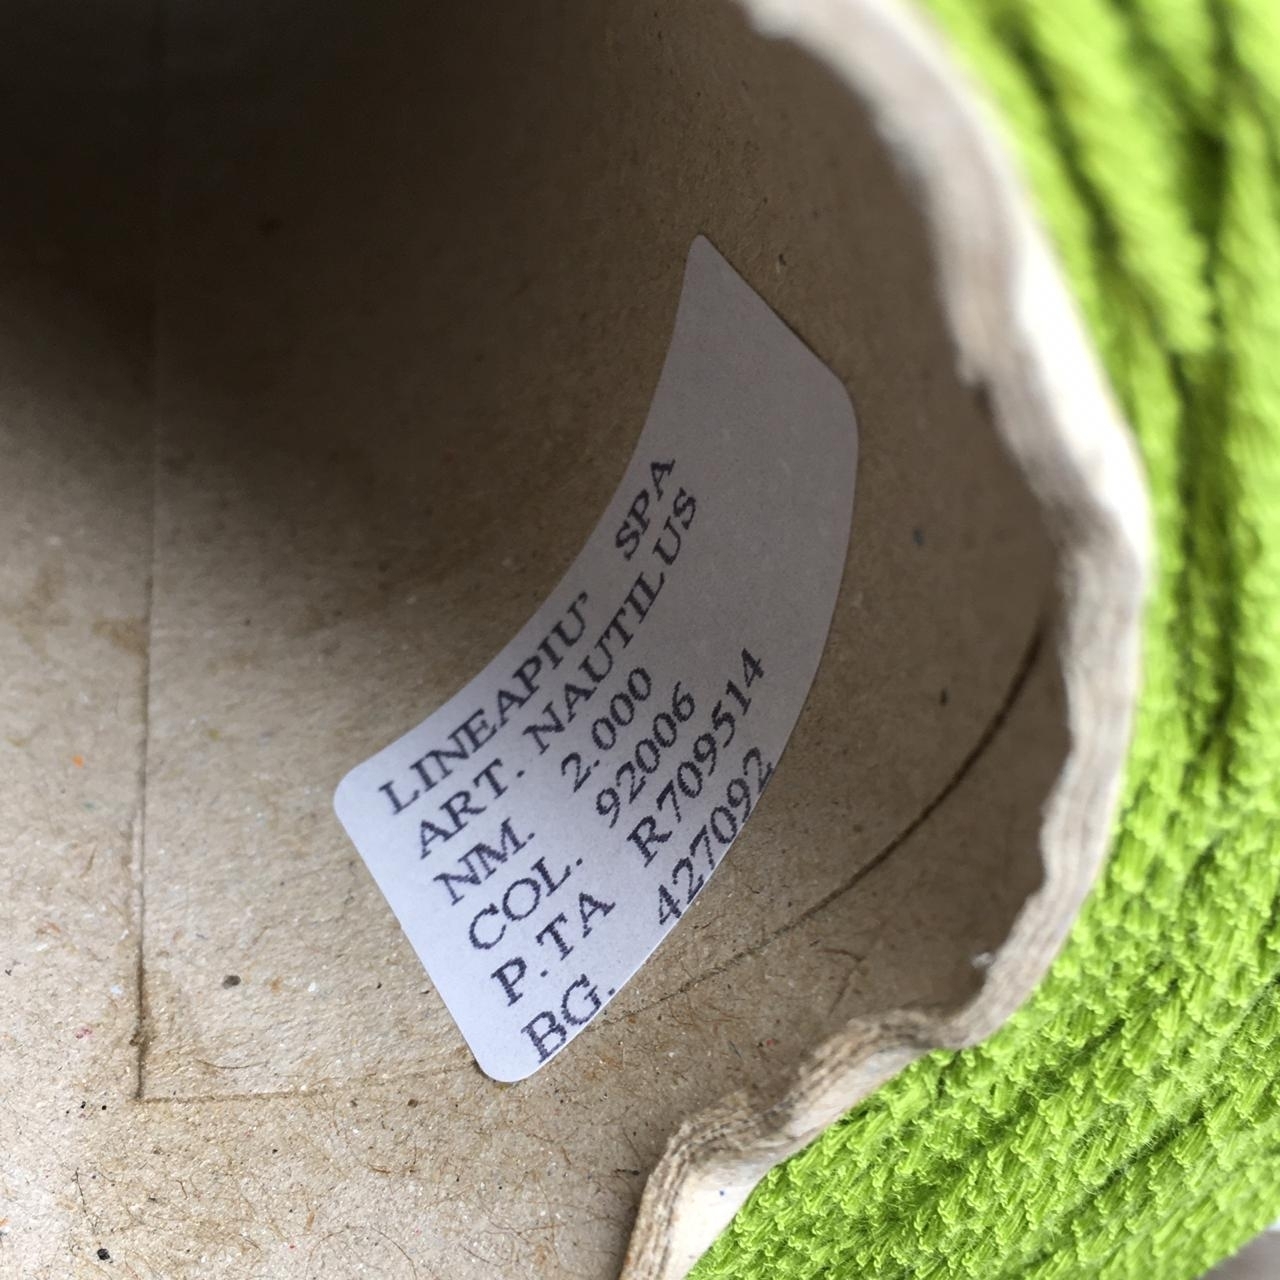 LINEAPIU' SPA
ART. NAUTILUS
NM. 2.000
COL. 92006
P.TA R709514
BG. 427092